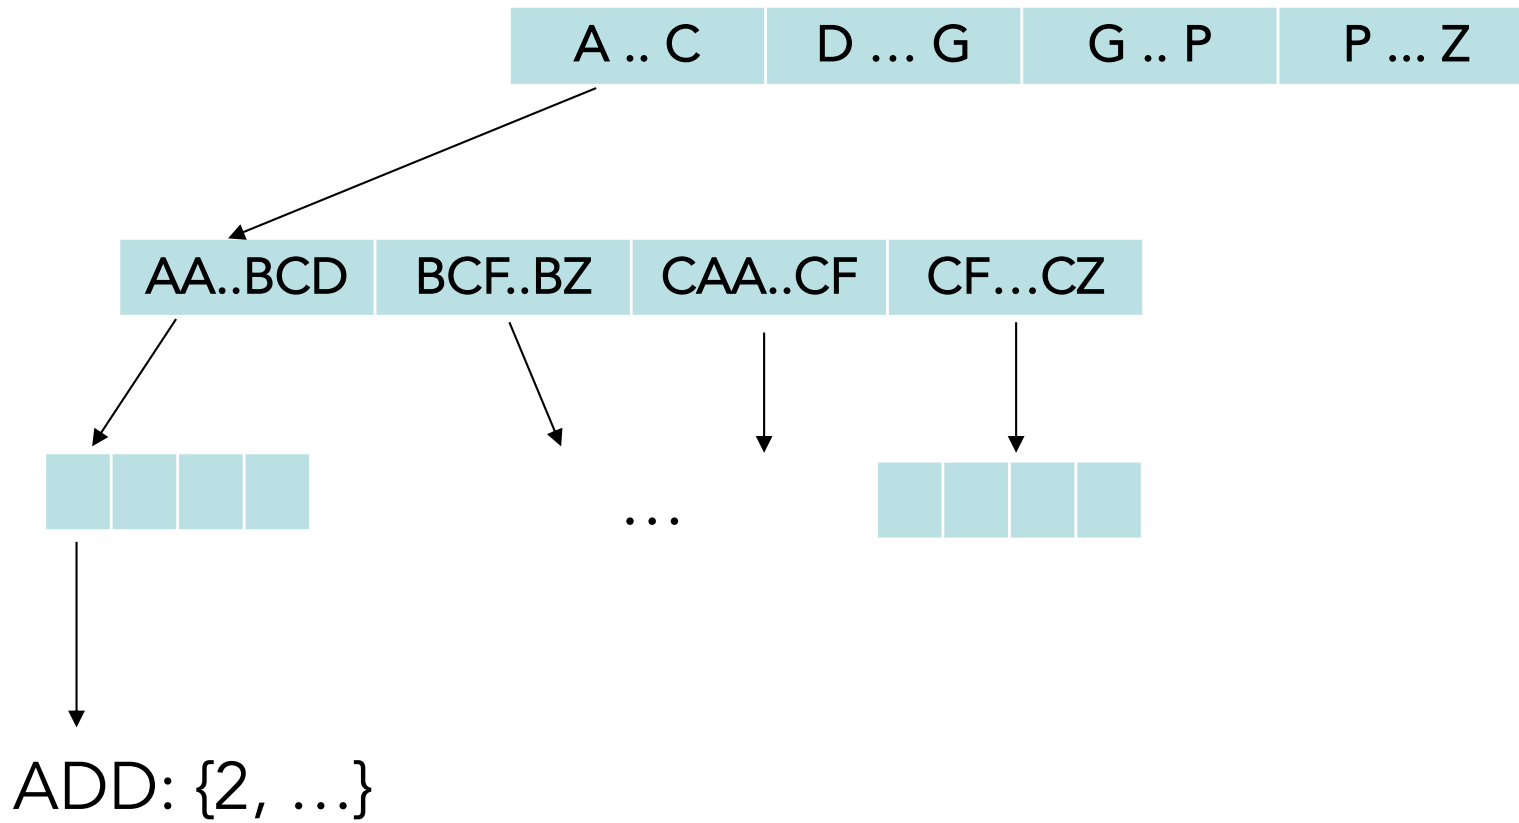 A .. C D ... G G .. P P ... Z
AA..BCD BCF..BZ CAA..CF CF...CZ
...
ADD: {2, ...}